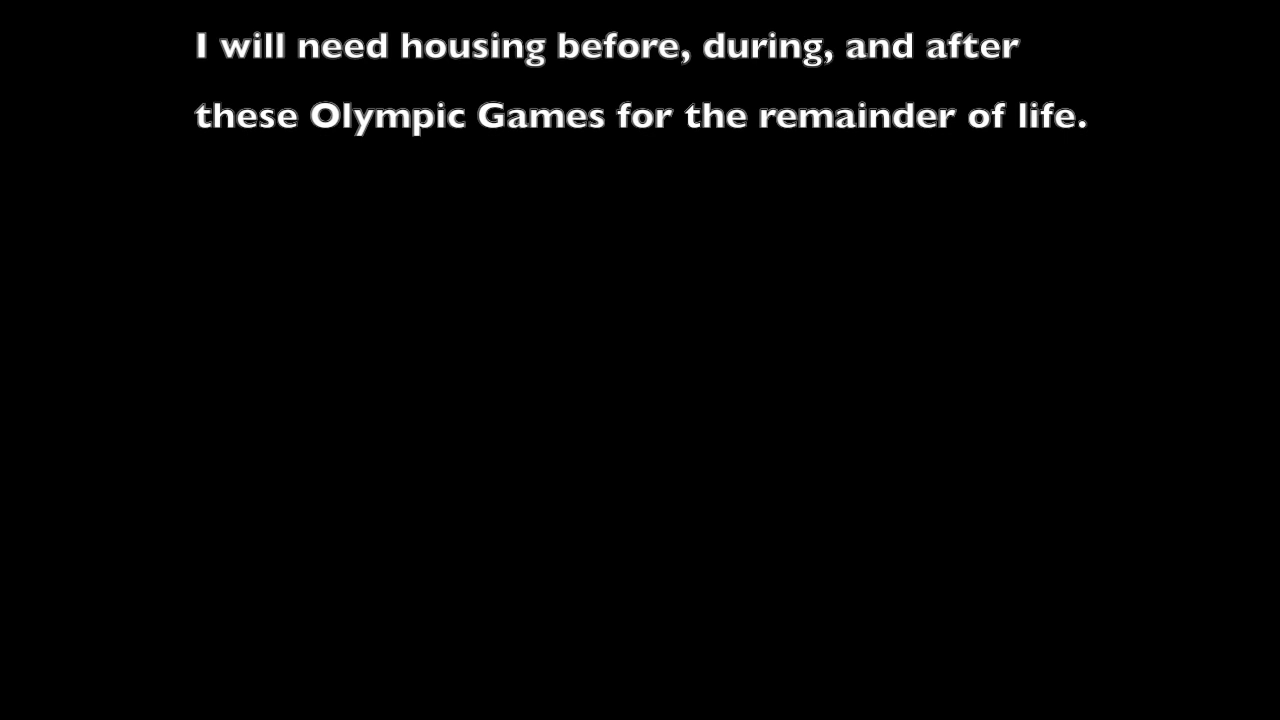 I will need housing before, during, and after
these Olympic Games for the remainder of life.